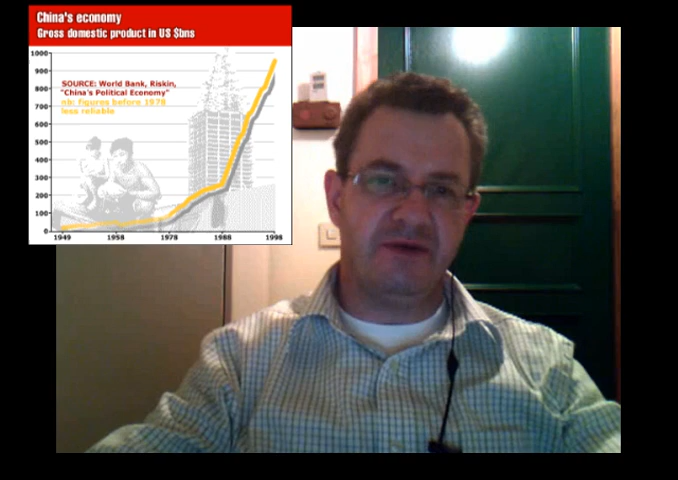 China's economy
Gross domestic product in US $bns
1000
900
SOURCE: World Bank, Riskin,
800
"China's Political Economy"
700
nb: figures before 1978
less reliable
600
500
400
300
200
100
0
1949 1958 1978 1988 1998